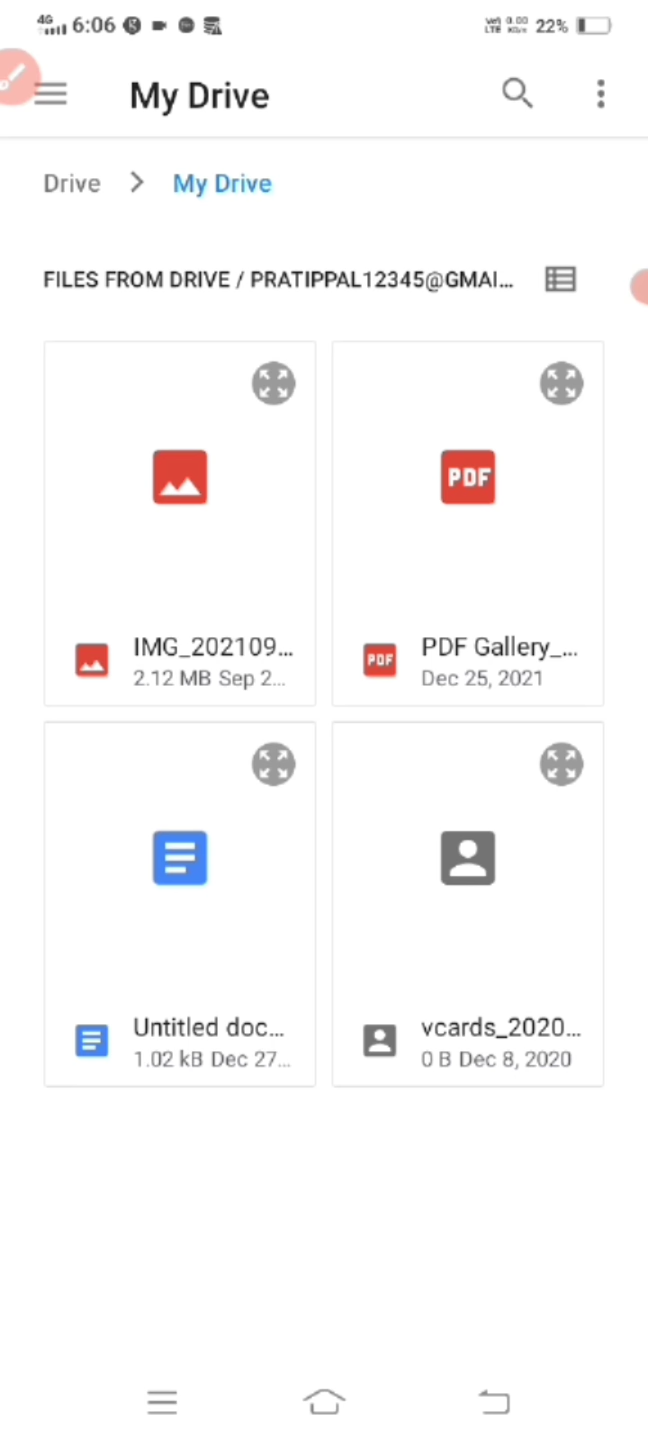 4G 6:06 22%
My Drive
Drive > My Drive
FILES FROM DRIVE / PRATIPPAL12345@GMAI...
PDF
IMG_202109...
2.12 MB Sep 2...
PDF
PDF Gallery_...
Dec 25, 2021
Untitled doc...
1.02 kB Dec 27...
vcards_2020...
0 B Dec 8, 2020